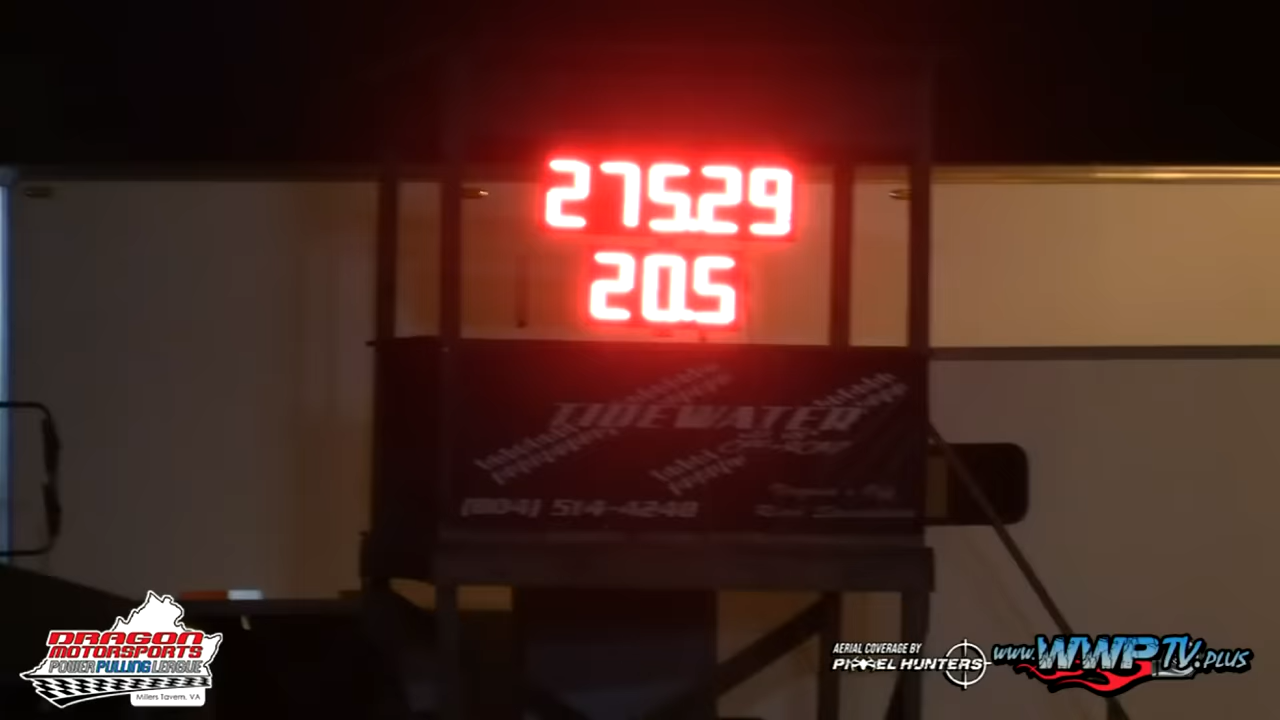 275.29
20.5
TIDEWATER
(804) 514-4248
DRAGON
MOTORSPORTS
POWER PULLING LEAGUE
Millers Tavern, VA
AERIAL COVERAGE BY
PIXEL HUNTERS
www.WWPTV.PLUS